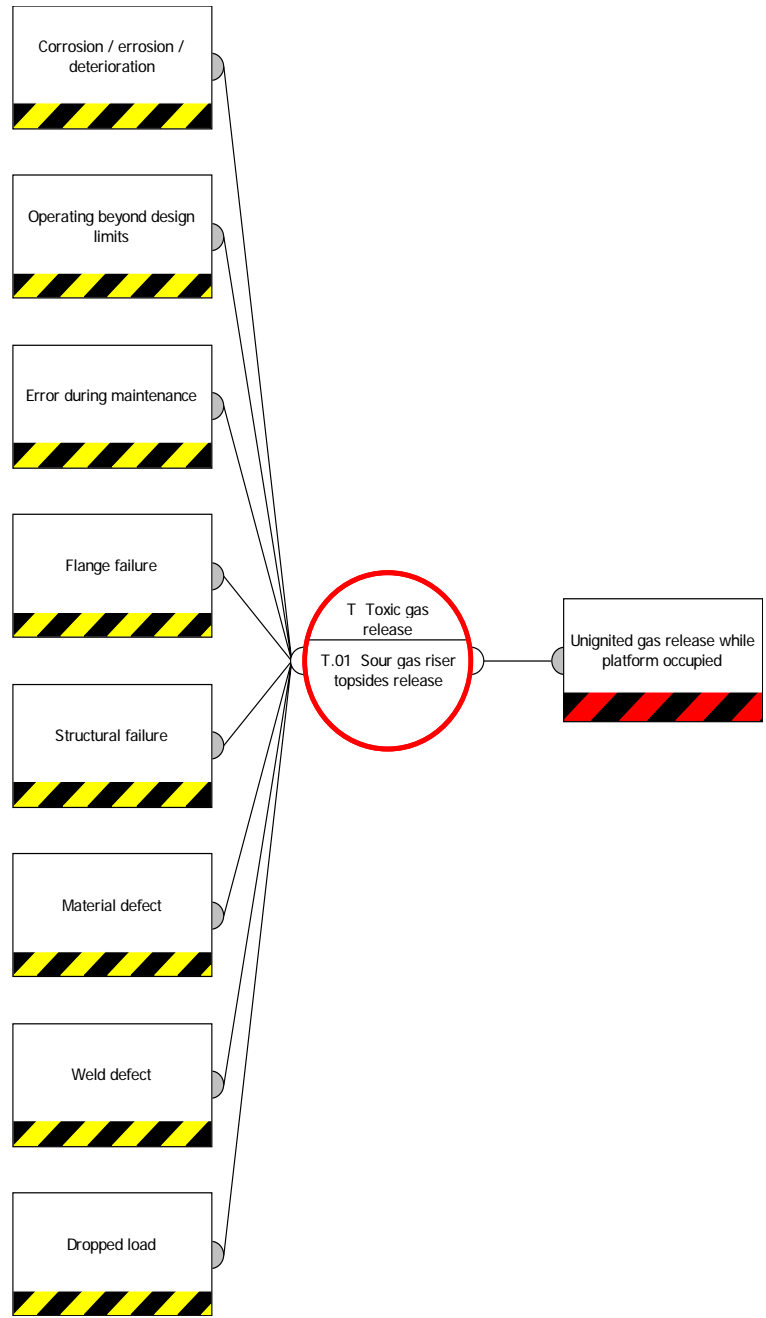 Corrosion / errosion /
deterioration
Operating beyond design
limits
Error during maintenance
Flange failure
Structural failure
Material defect
Weld defect
Dropped load
T Toxic gas
release
T.01 Sour gas riser
topsides release
Unignited gas release while
platform occupied